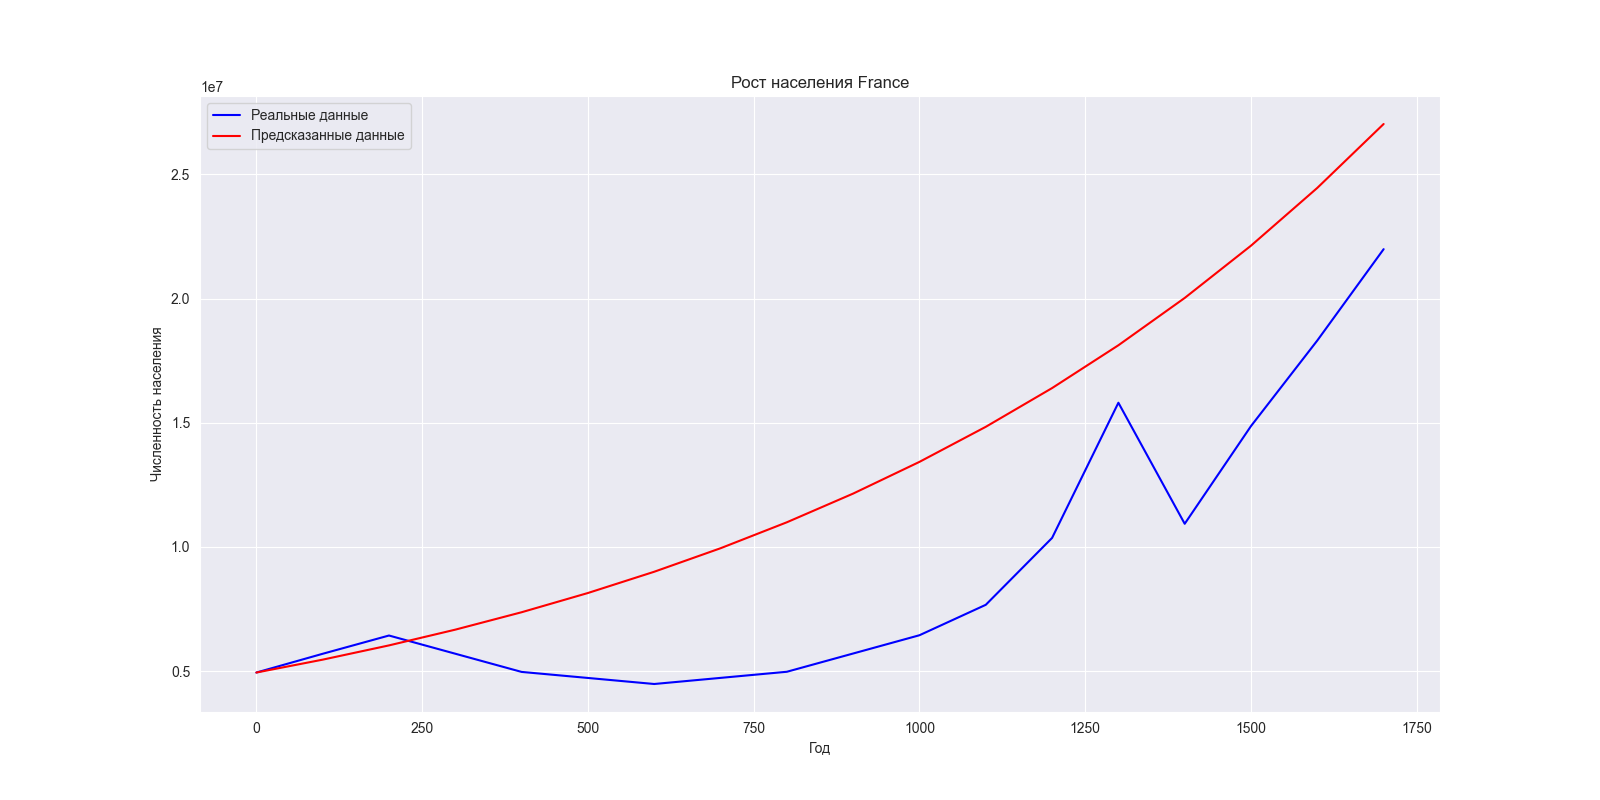 Рост населения France
1e7
Реальные данные
Предсказанные данные
2.5
2.0
1.5
1.0
0.5
Численность населения
0 250 500 750 1000 1250 1500 1750
Год